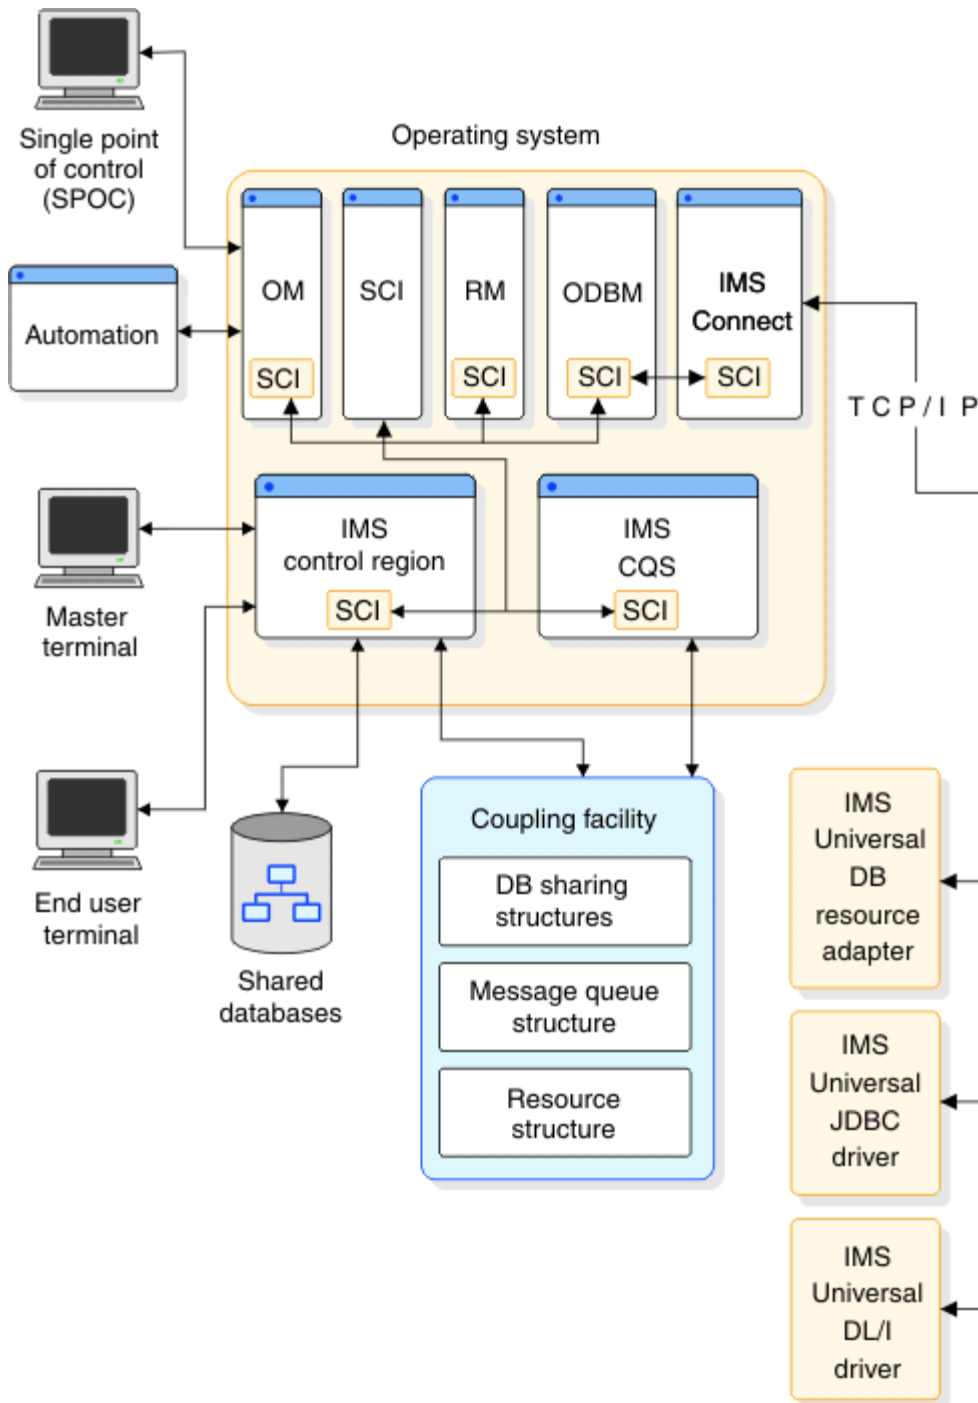 Single point
of control
(SPOC)
Operating system
OM
SCI
SCI
RM
SCI
ODBM
SCI
IMS
Connect
SCI
Automation
TCP/IP
IMS
control region
SCI
IMS
CQS
SCI
Master
terminal
End user
terminal
Shared
databases
Coupling facility
DB sharing
structures
Message queue
structure
Resource
structure
IMS
Universal
DB
resource
adapter
IMS
Universal
JDBC
driver
IMS
Universal
DL/I
driver